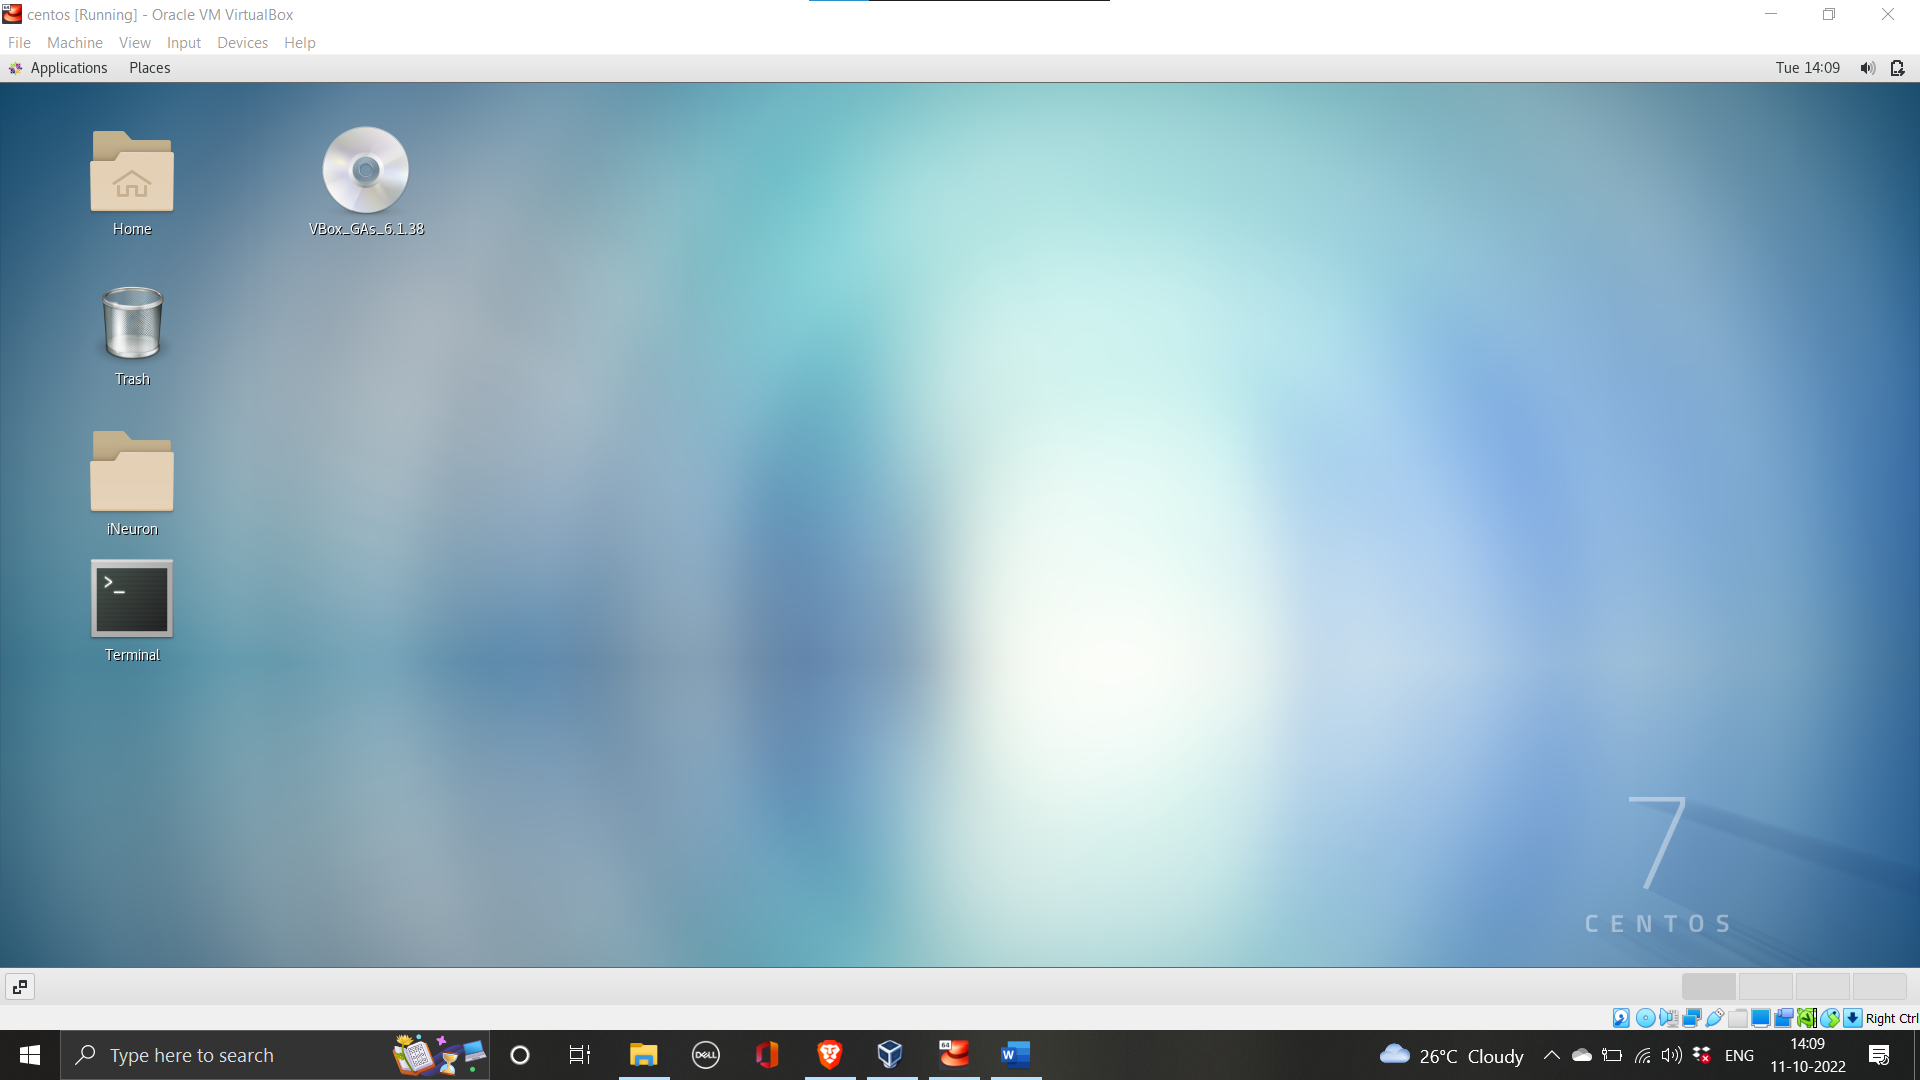 centos [Running] - Oracle VM VirtualBox
File Machine View Input Devices Help
Applications Places Tue 14:09
Home
VBox_GAs_6.1.38
Trash
iNeuron
>_
Terminal
7
CENTOS
Right Ctrl
Type here to search
DELL
W
26°C Cloudy
ENG
14:09
11-10-2022